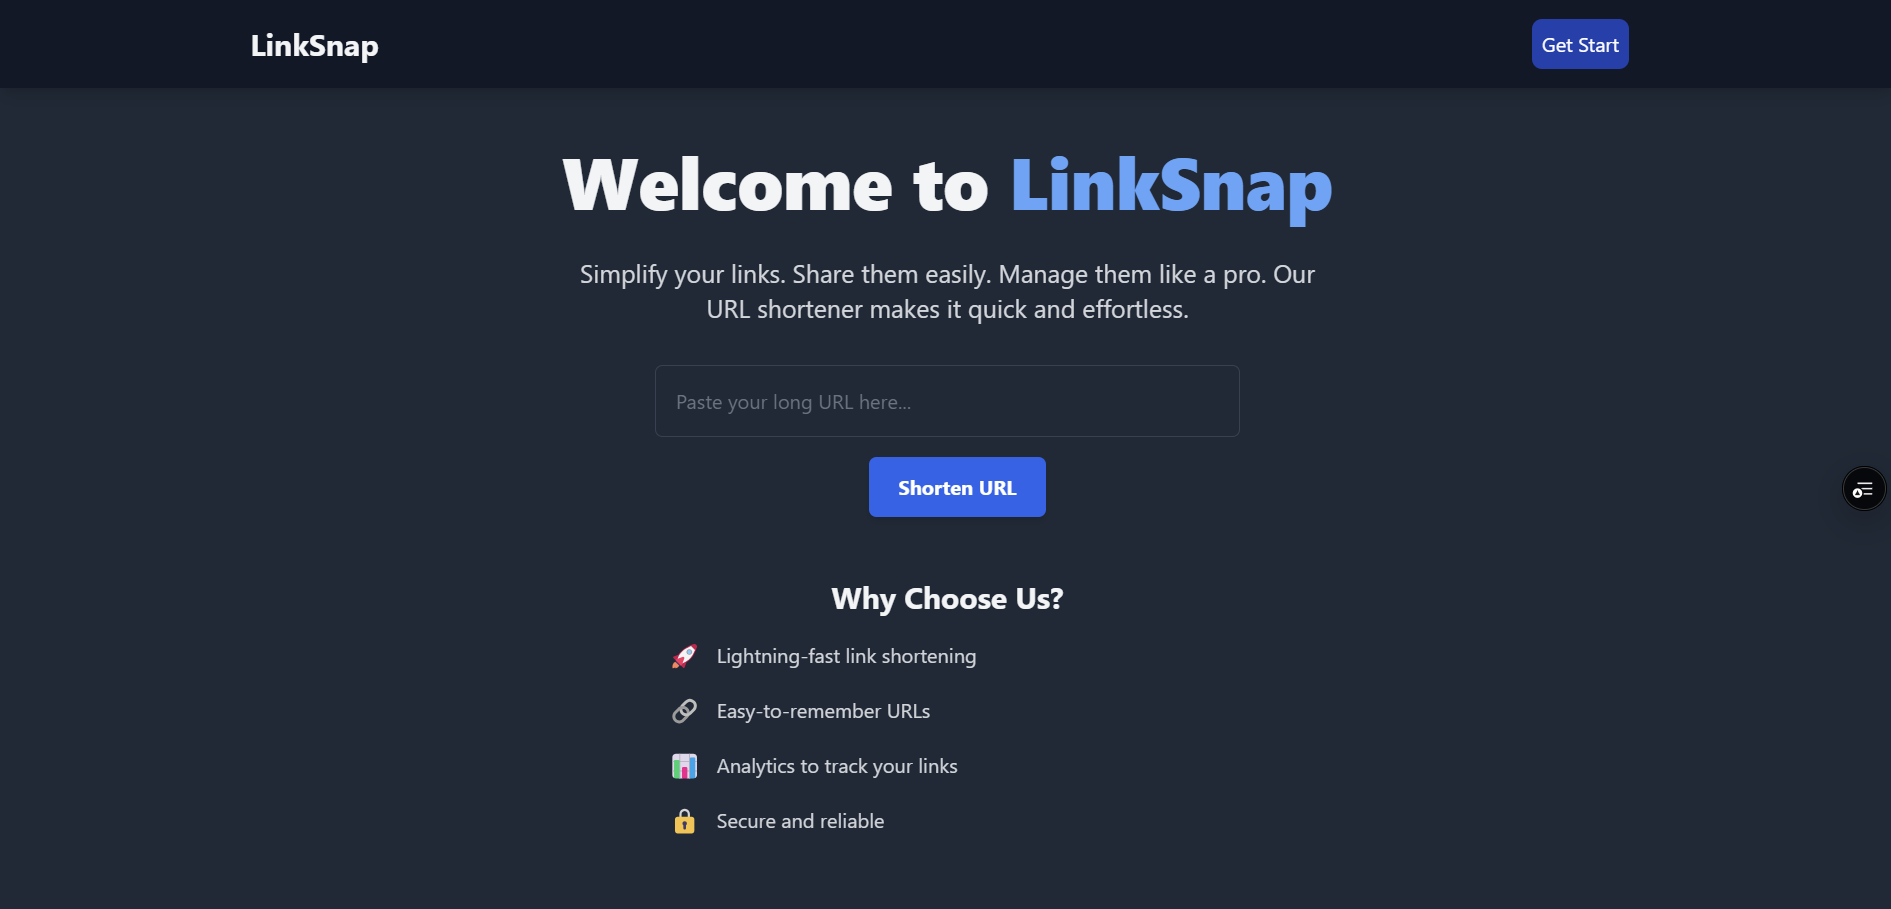 LinkSnap
Get Start
Welcome to LinkSnap
Simplify your links. Share them easily. Manage them like a pro. Our
URL shortener makes it quick and effortless.
Paste your long URL here...
Shorten URL
Why Choose Us?
Lightning-fast link shortening
Easy-to-remember URLs
Analytics to track your links
Secure and reliable